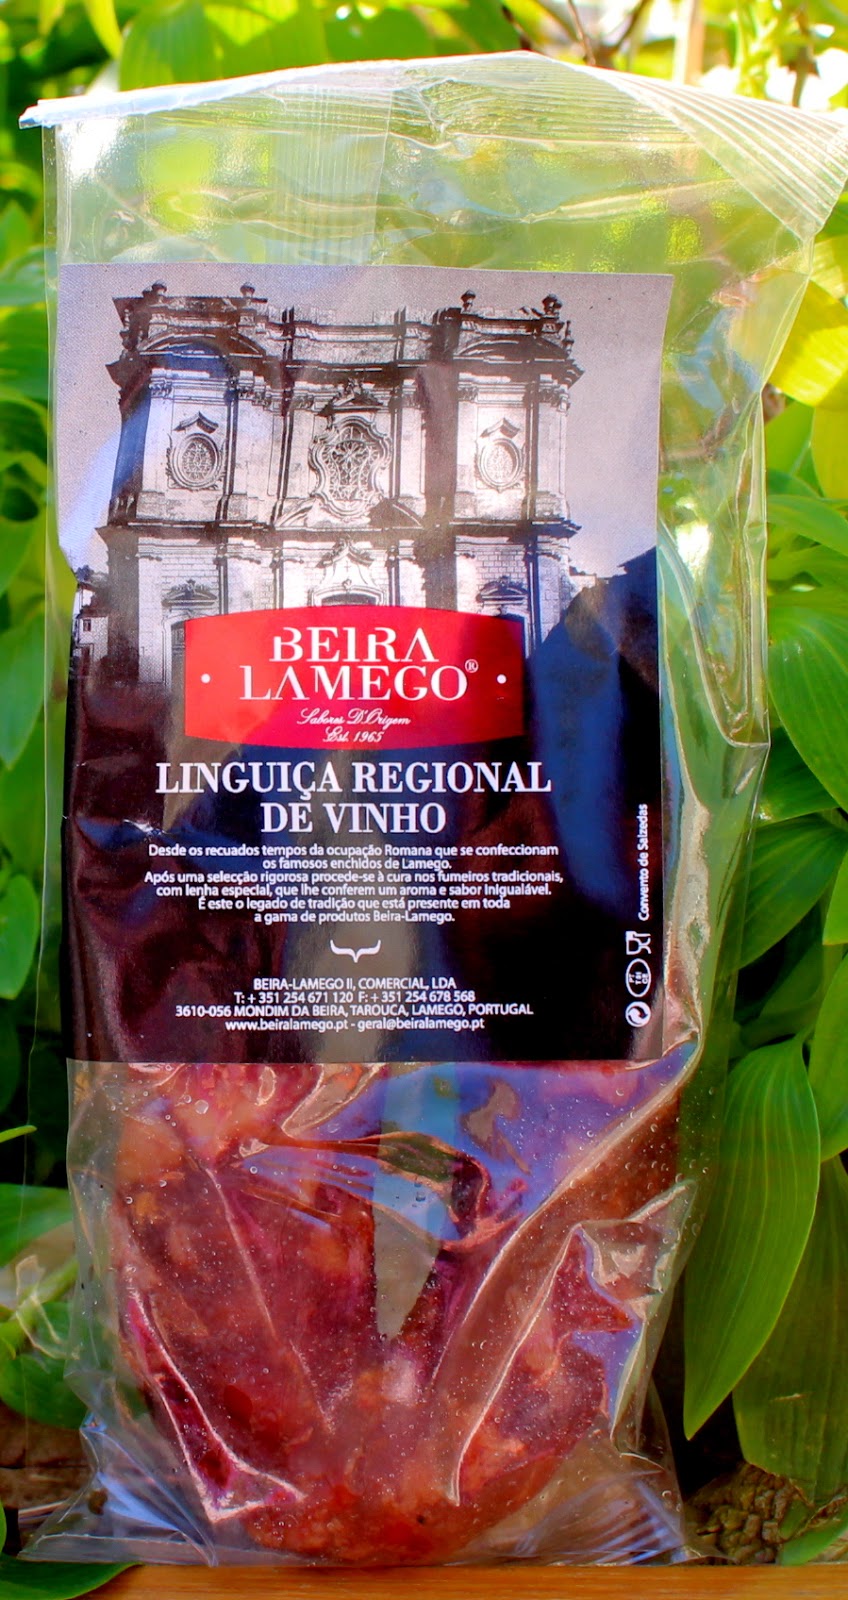 BEIRA
LAMEGO®
Sabores D'Origem
Est. 1965
LINGUIÇA REGIONAL
DE VINHO
Desde os recuados tempos da ocupação Romana que se confeccionam
os famosos enchidos de Lamego.
Após uma selecção rigorosa procede-se à cura nos fumeiros tradicionais,
com lenha especial, que lhe conferem um aroma e sabor inigualável.
É este o legado de tradição que está presente em toda
a gama de produtos Beira-Lamego.
BEIRA-LAMEGO II, COMERCIAL, LDA
T: + 351 254 671 120 F: + 351 254 678 568
3610-056 MONDIM DA BEIRA, TAROUCA, LAMEGO, PORTUGAL
www.beiralamego.pt - geral@beiralamego.pt
Convento de Salzedas